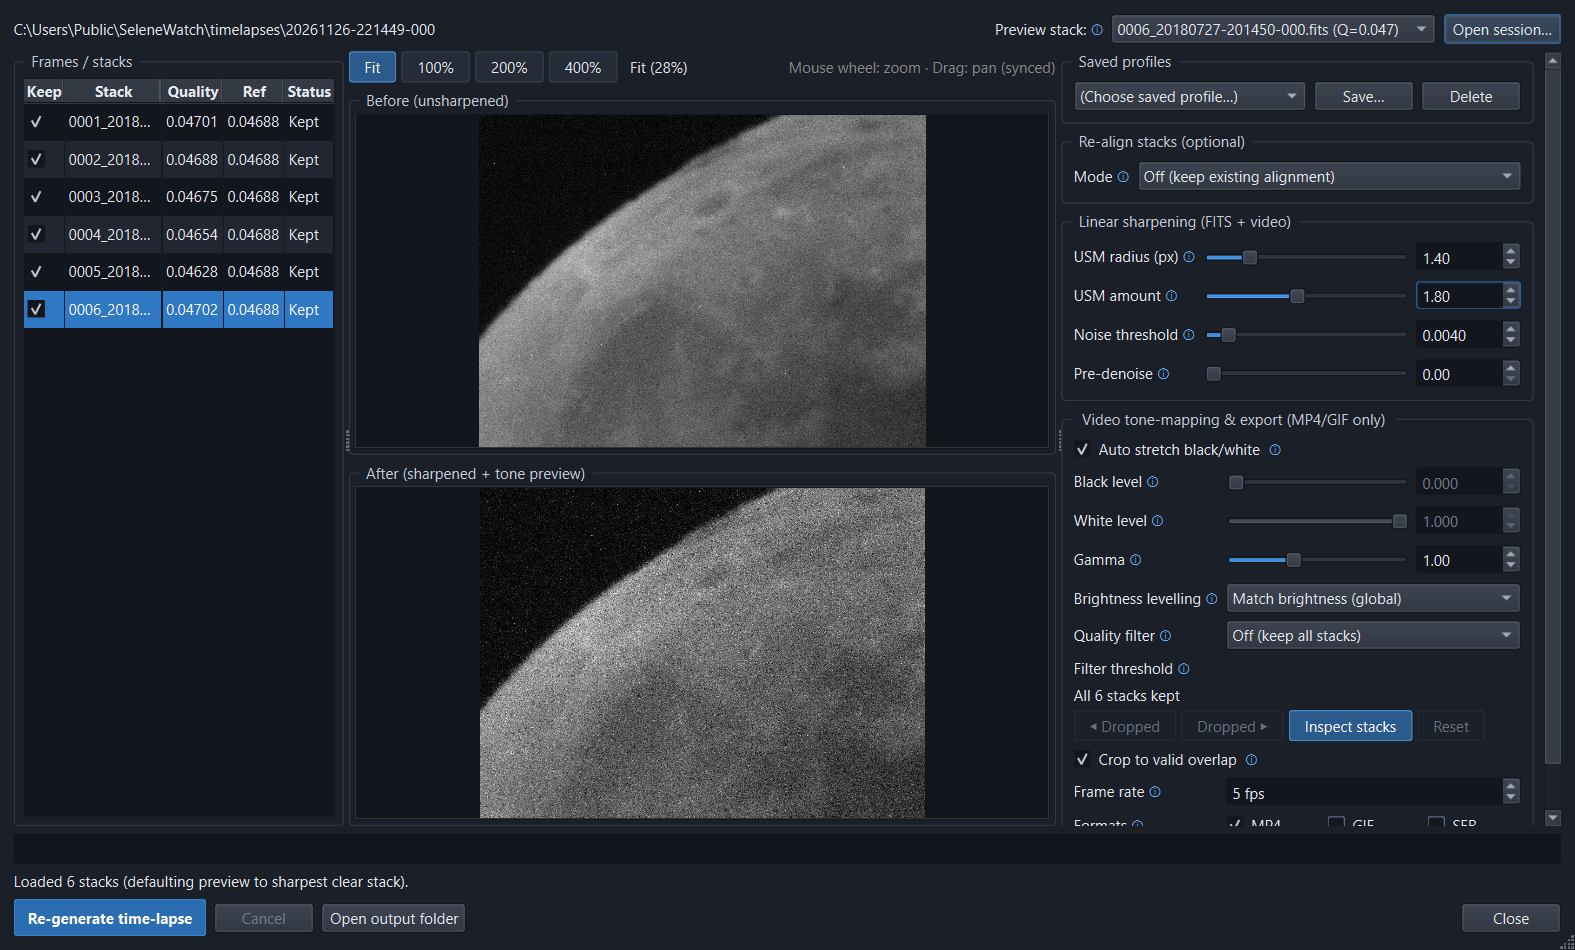 C:\Users\Public\SeleneWatch\timelapses\20261126-221449-000
Preview stack: 0006_20180727-201450-000.fits (Q=0.047) Open session...
Frames / stacks
Keep Stack Quality Ref Status
0001_2018... 0.04701 0.04688 Kept
0002_2018... 0.04688 0.04688 Kept
0003_2018... 0.04675 0.04688 Kept
0004_2018... 0.04654 0.04688 Kept
0005_2018... 0.04628 0.04688 Kept
0006_2018... 0.04702 0.04688 Kept
Fit 100% 200% 400% Fit (28%) Mouse wheel: zoom · Drag: pan (synced)
Before (unsharpened)
After (sharpened + tone preview)
Saved profiles
(Choose saved profile...) Save... Delete
Re-align stacks (optional)
Mode Off (keep existing alignment)
Linear sharpening (FITS + video)
USM radius (px) 1.40
USM amount 1.80
Noise threshold 0.0040
Pre-denoise 0.00
Video tone-mapping & export (MP4/GIF only)
Auto stretch black/white
Black level 0.000
White level 1.000
Gamma 1.00
Brightness levelling Match brightness (global)
Quality filter Off (keep all stacks)
Filter threshold
All 6 stacks kept
Dropped Dropped Inspect stacks Reset
Crop to valid overlap
Frame rate 5 fps
Formats MP4 GIF SER
Loaded 6 stacks (defaulting preview to sharpest clear stack).
Re-generate time-lapse Cancel Open output folder Close